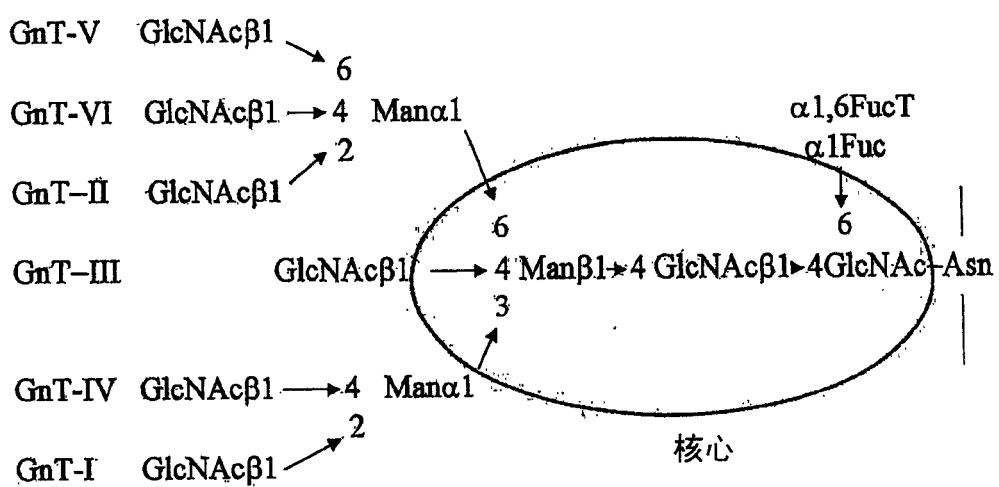 GnT-V GlcNAcβ1
6
GnT-VI GlcNAcβ1 → 4 Manα1
α1,6FucT
2
α1Fuc
GnT–II GlcNAcβ1
6
6
GnT–III GlcNAcβ1 → 4 Manβ1→4 GlcNAcβ1→4GlcNAc–Asn
3
GnT-IV GlcNAcβ1 → 4 Manα1
2
核心
GnT-I GlcNAcβ1